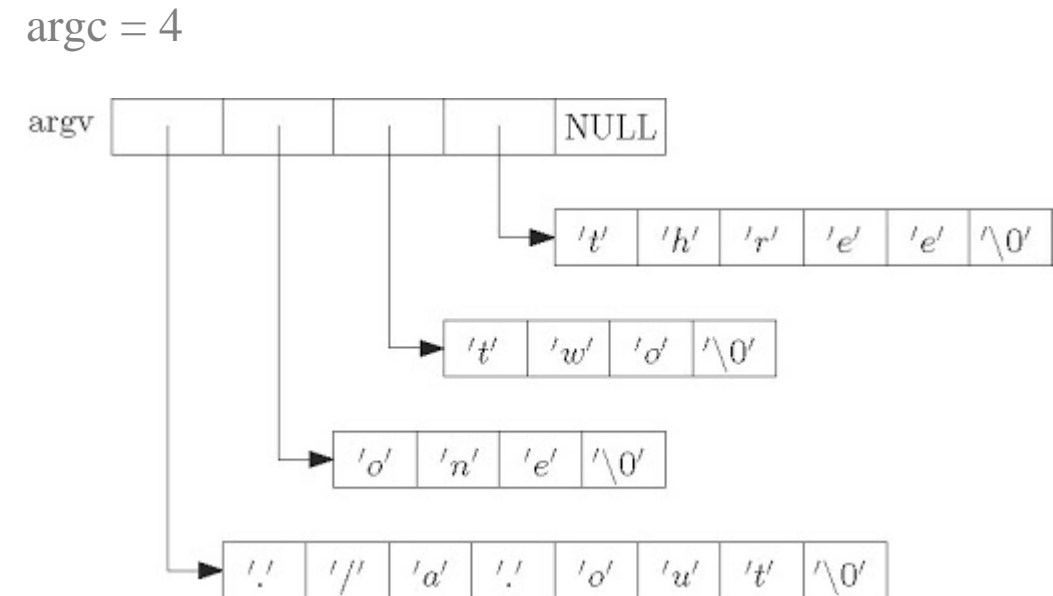 argc = 4
argv NULL
't' 'h' 'r' 'e' 'e' '\0'
't' 'w' 'o' '\0'
'o' 'n' 'e' '\0'
'.' '/' 'a' '.' 'o' 'u' 't' '\0'